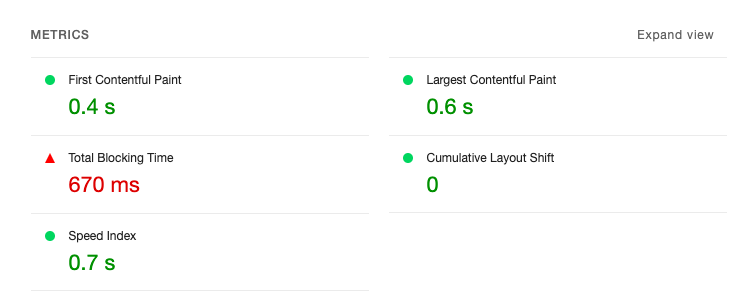 METRICS
Expand view
First Contentful Paint
0.4 s
Largest Contentful Paint
0.6 s
Total Blocking Time
670 ms
Cumulative Layout Shift
0
Speed Index
0.7 s